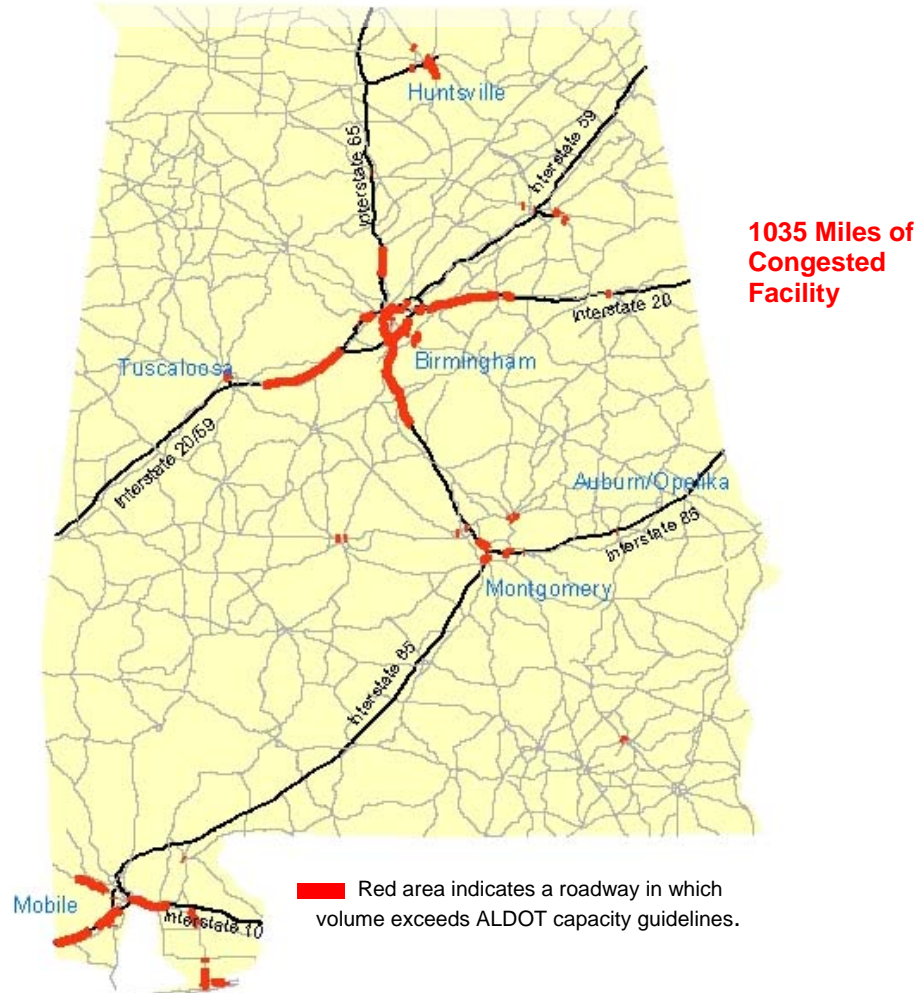 Huntsville
Interstate 65
Interstate 59
1035 Miles of
Congested
Facility
Interstate 20
Birmingham
Tuscaloosa
Interstate 20/59
Auburn/Opelika
Interstate 85
Montgomery
Interstate 65
Red area indicates a roadway in which
volume exceeds ALDOT capacity guidelines.
Mobile
Interstate 10